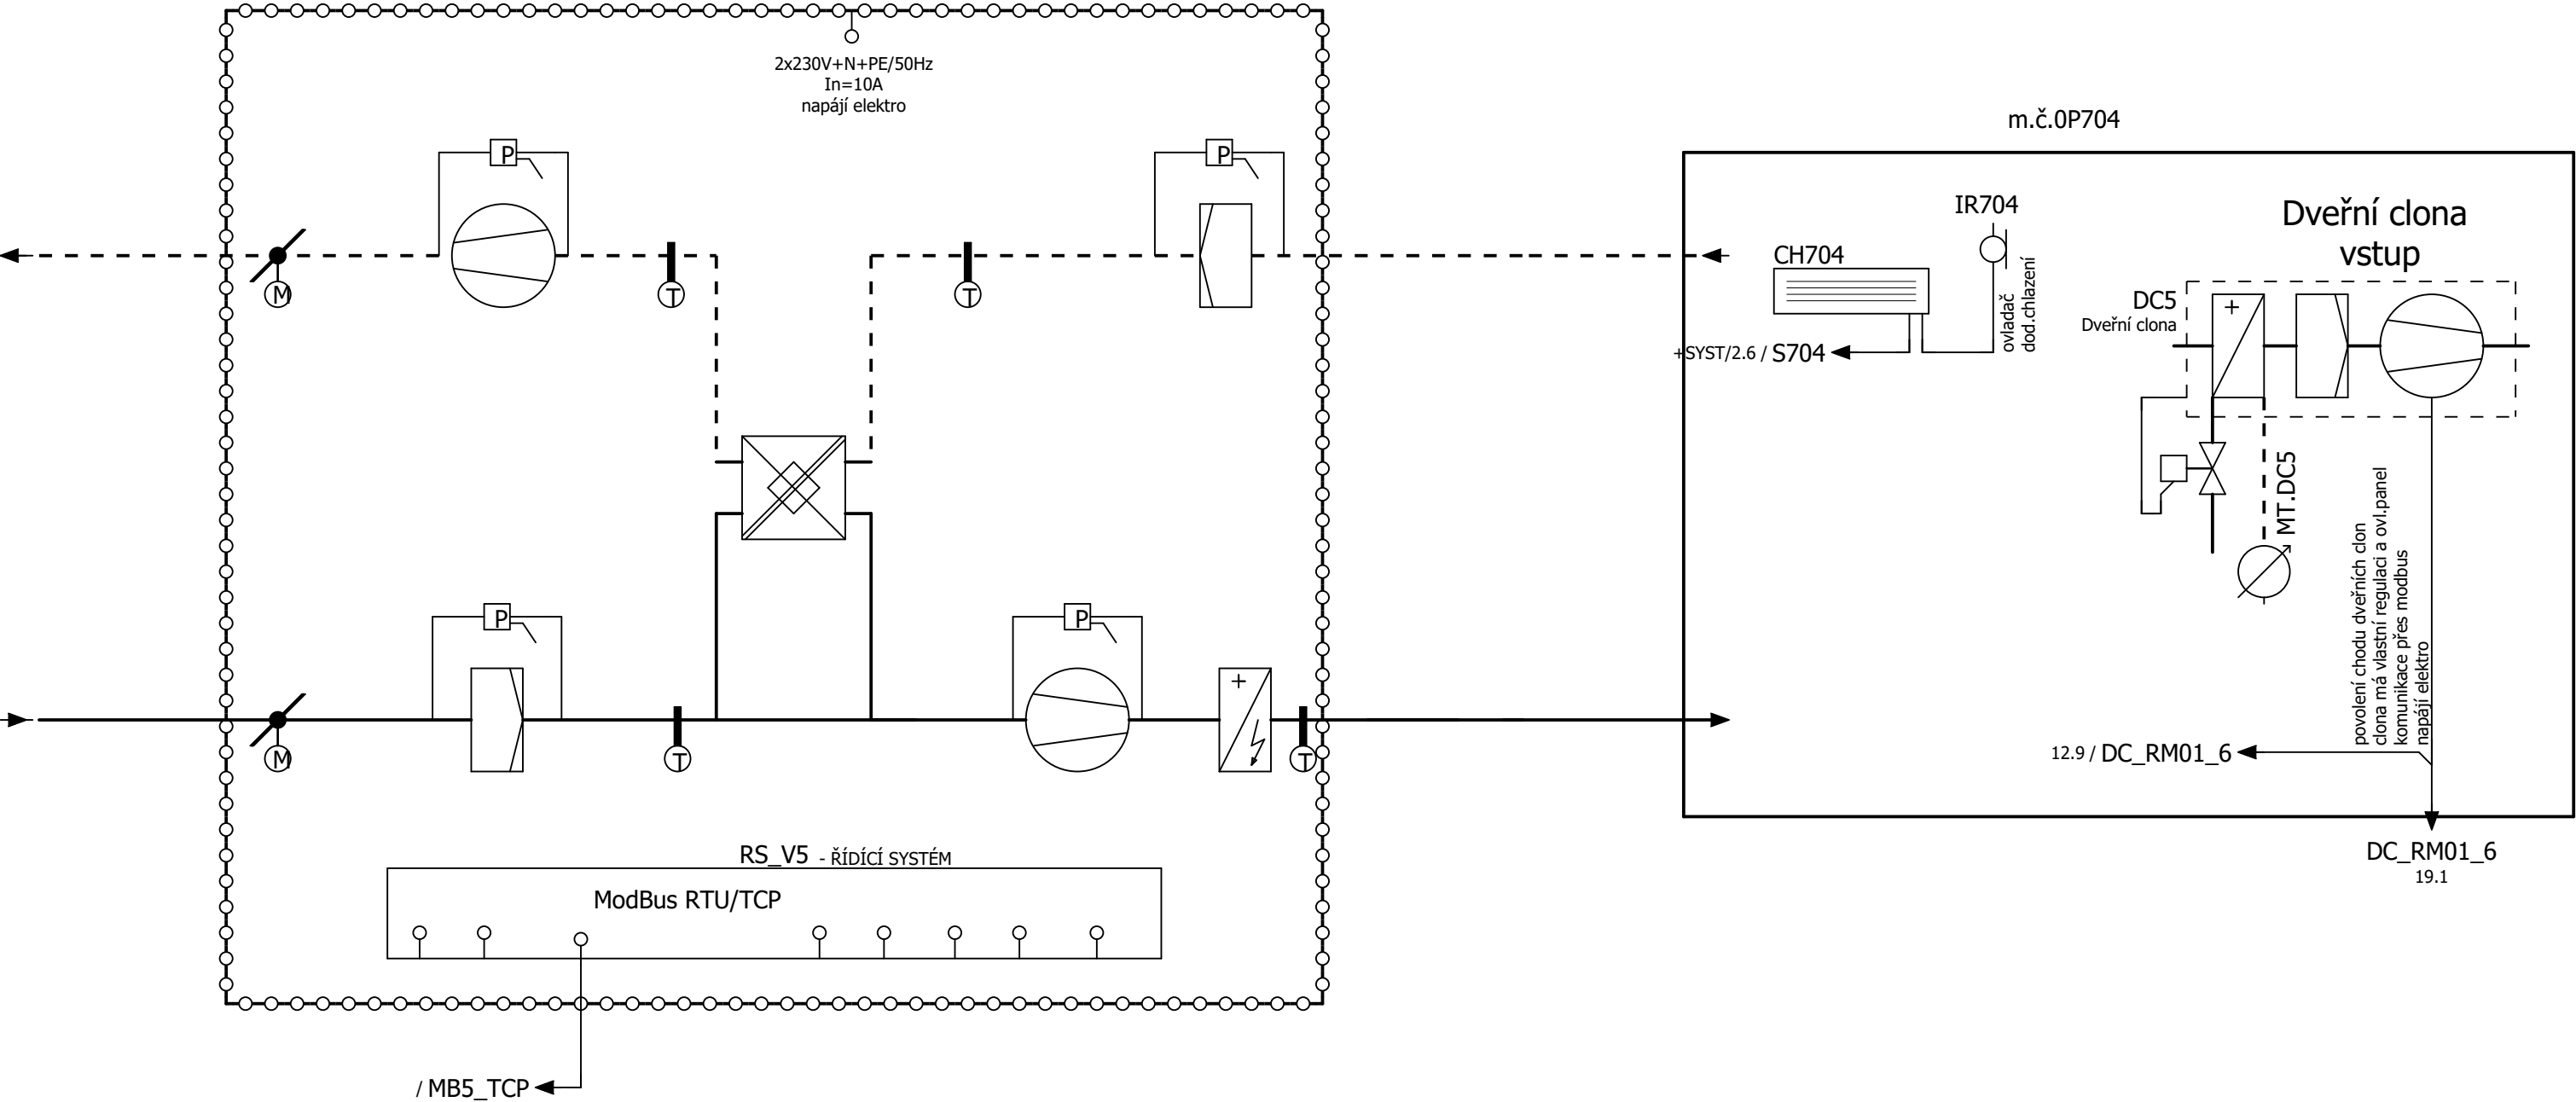 2x230V+N+PE/50Hz
In=10A
napájí elektro
P
P
M
T
T
P
P
M
T
+
T
RS_V5 - ŘÍDÍCÍ SYSTÉM
ModBus RTU/TCP
/ MB5_TCP
m.č.0P704
CH704
IR704
ovladač
dod.chlazení
+SYST/2.6 / S704
Dveřní clona
vstup
DC5
Dveřní clona
+
MT.DC5
povolení chodu dveřních clon
clona má vlastní regulaci a ovl.panel
komunikace přes modbus
napájí elektro
12.9 / DC_RM01_6
DC_RM01_6
19.1